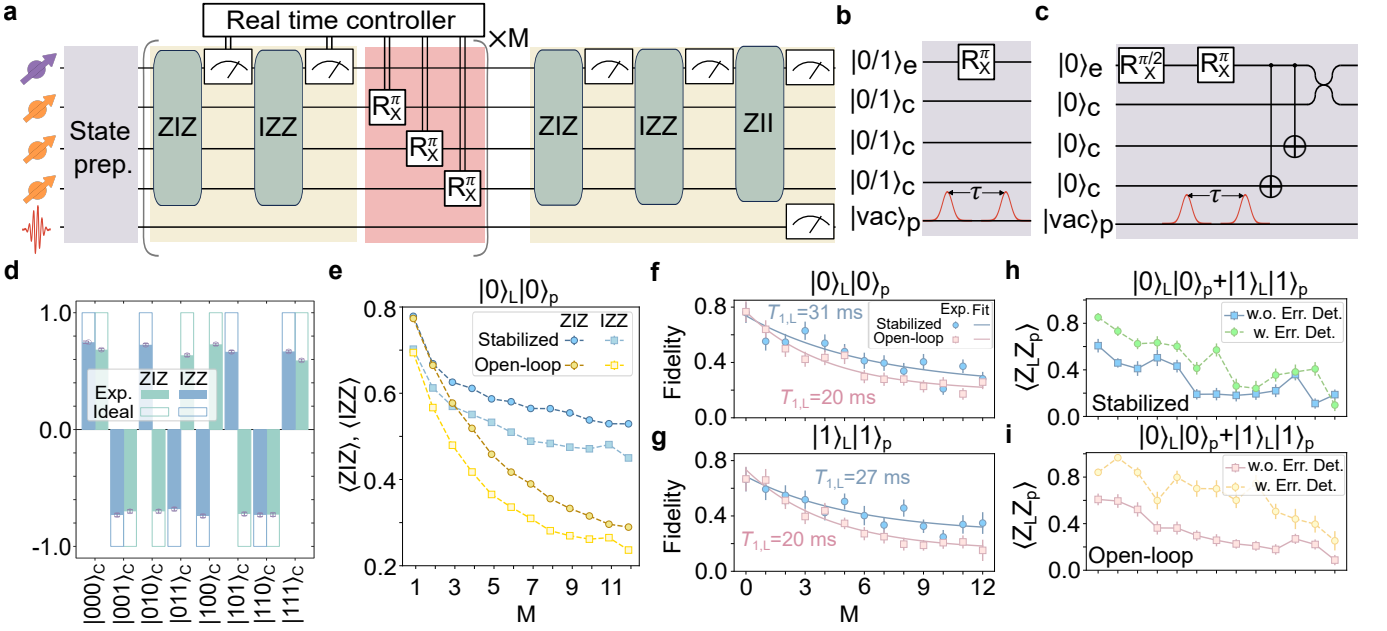 a
Real time controller
×M
State
prep.
ZIZ
IZZ
R_X^π
R_X^π
R_X^π
ZIZ
IZZ
ZII
b
|0/1⟩e
|0/1⟩c
|0/1⟩c
|0/1⟩c
|vac⟩p
R_X^π
τ
c
|0⟩e
|0⟩c
|0⟩c
|0⟩c
|vac⟩p
R_X^π/2
R_X^π
τ
d
1.0
0.0
-1.0
ZIZ IZZ
Exp.
Ideal
|000⟩C
|001⟩C
|010⟩C
|011⟩C
|100⟩C
|101⟩C
|110⟩C
|111⟩C
e
|0⟩L|0⟩p
ZIZ IZZ
Stabilized
Open-loop
⟨ZIZ⟩, ⟨IZZ⟩
0.8
0.6
0.4
0.2
1 3 5 7 9 11
M
f
|0⟩L|0⟩p
T1,L=31 ms
Exp. Fit
Stabilized
Open-loop
T1,L=20 ms
Fidelity
0.8
0.4
0.0
g
|1⟩L|1⟩p
T1,L=27 ms
T1,L=20 ms
Fidelity
0.8
0.4
0.0
0 3 6 9 12
M
h
|0⟩L|0⟩p+|1⟩L|1⟩p
w.o. Err. Det.
w. Err. Det.
Stabilized
⟨ZLZp⟩
0.8
0.4
0.0
i
|0⟩L|0⟩p+|1⟩L|1⟩p
w.o. Err. Det.
w. Err. Det.
Open-loop
⟨ZLZp⟩
0.8
0.4
0.0